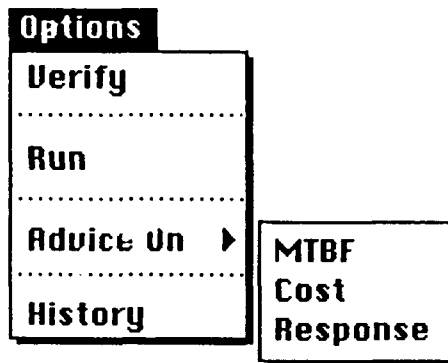 Options
Verify
Run
Advice On
History
MTBF
Cost
Response